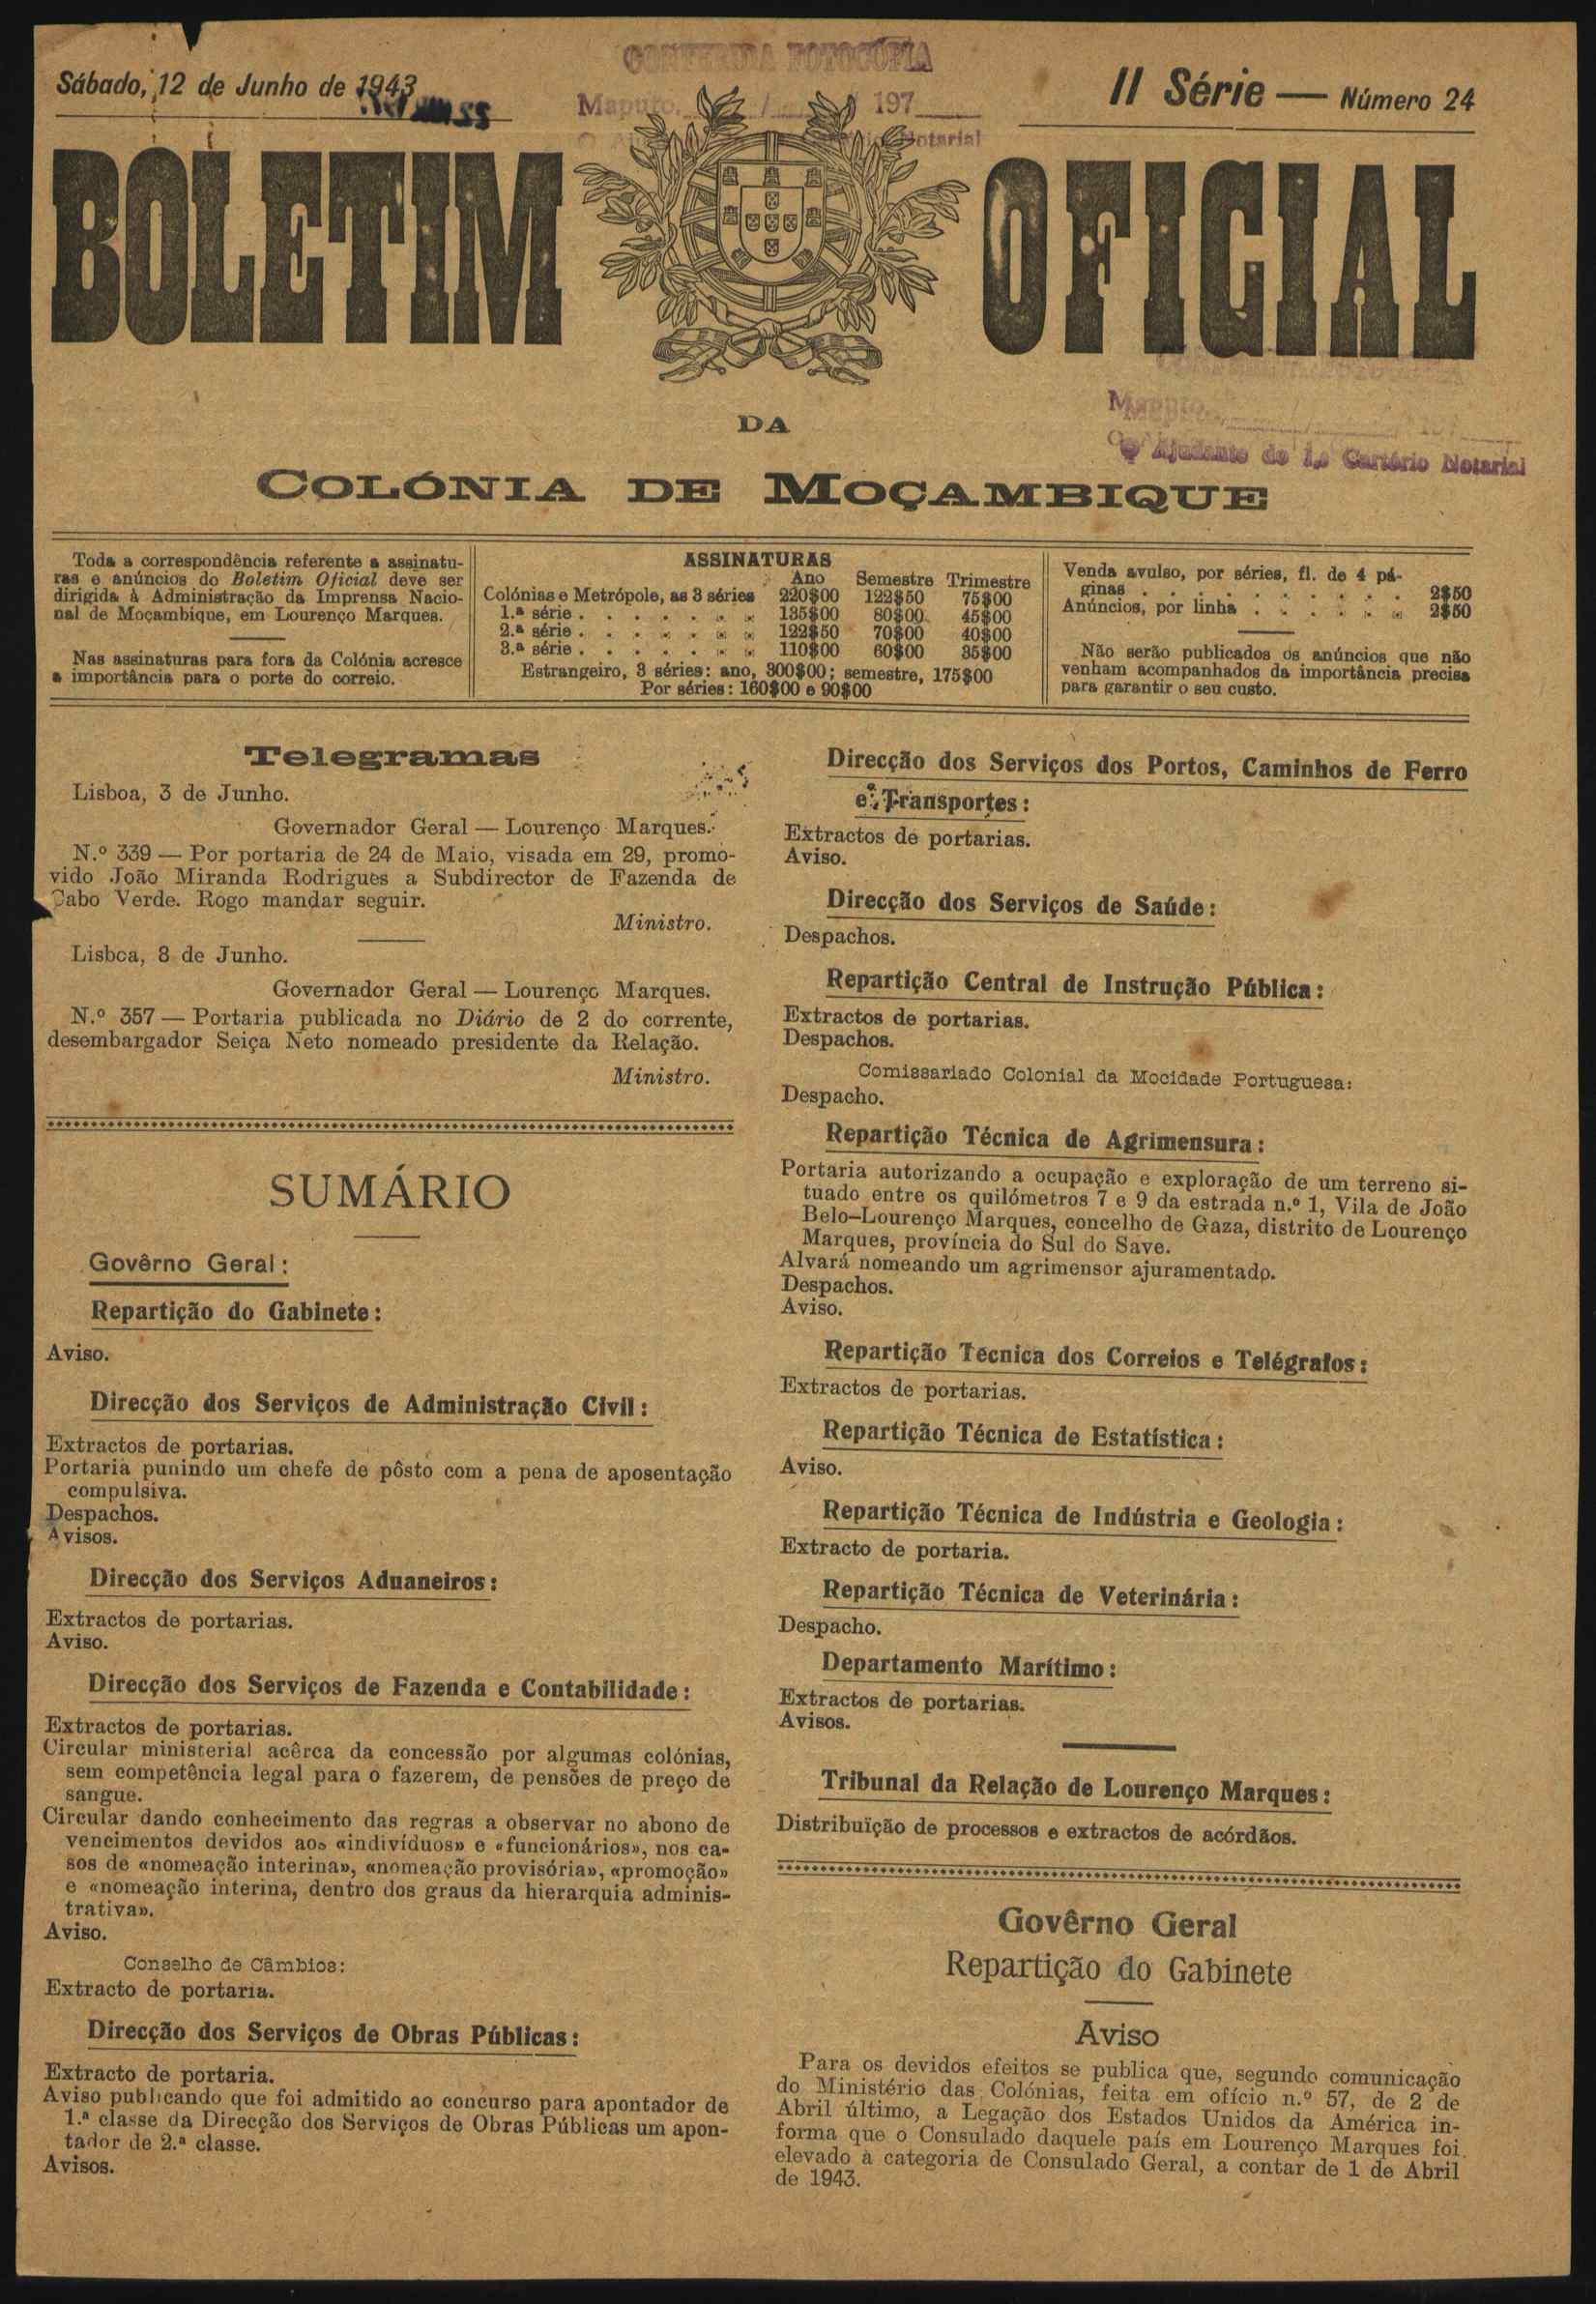 CONFERIDA FOTOCÓPIA
Sábado, 12 de Junho de 1943
II Série — Número 24
Maputo, / / 197
Notarial
BOLETIM OFICIAL
DA
Maputo,
O Ajudante do 1.º Cartório Notarial
COLÓNIA DE MOÇAMBIQUE
Toda a correspondência referente a assinatu-
ras e anúncios do Boletim Oficial deve ser
dirigida à Administração da Imprensa Nacio-
nal de Moçambique, em Lourenço Marques.
Nas assinaturas para fora da Colónia acresce
a importância para o porte do correio.
ASSINATURAS
Ano Semestre Trimestre
Colónias e Metrópole, as 3 séries 220$00 122$50 75$00
1.ª série . . . . . . . . 135$00 80$00 45$00
2.ª série . . . . . . . . 122$50 70$00 40$00
3.ª série . . . . . . . . 110$00 60$00 35$00
Estrangeiro, 3 séries: ano, 300$00; semestre, 175$00
Por séries: 160$00 e 90$00
Venda avulso, por séries, fl. de 4 pá-
ginas . . . . . . . . . . 2$50
Anúncios, por linha . . . . . . 2$50
Não serão publicados os anúncios que não
venham acompanhados da importância precisa
para garantir o seu custo.
Telegramas
Lisboa, 3 de Junho.
Governador Geral — Lourenço Marques.
N.º 339 — Por portaria de 24 de Maio, visada em 29, promo-
vido João Miranda Rodrigues a Subdirector de Fazenda de
Cabo Verde. Rogo mandar seguir.
Ministro.
Lisboa, 8 de Junho.
Governador Geral — Lourenço Marques.
N.º 357 — Portaria publicada no Diário de 2 do corrente,
desembargador Seiça Neto nomeado presidente da Relação.
Ministro.
SUMÁRIO
Govêrno Geral:
Repartição do Gabinete:
Aviso.
Direcção dos Serviços de Administração Civil:
Extractos de portarias.
Portaria punindo um chefe de pôsto com a pena de aposentação
compulsiva.
Despachos.
Avisos.
Direcção dos Serviços Aduaneiros:
Extractos de portarias.
Aviso.
Direcção dos Serviços de Fazenda e Contabilidade:
Extractos de portarias.
Circular ministerial acêrca da concessão por algumas colónias,
sem competência legal para o fazerem, de pensões de preço de
sangue.
Circular dando conhecimento das regras a observar no abono de
vencimentos devidos aos «indivíduos» e «funcionários», nos ca-
sos de «nomeação interina», «nomeação provisória», «promoção»
e «nomeação interina, dentro dos graus da hierarquia adminis-
trativa».
Aviso.
Conselho de Câmbios:
Extracto de portaria.
Direcção dos Serviços de Obras Públicas:
Extracto de portaria.
Aviso publicando que foi admitido ao concurso para apontador de
1.ª classe da Direcção dos Serviços de Obras Públicas um apon-
tador de 2.ª classe.
Avisos.
Direcção dos Serviços dos Portos, Caminhos de Ferro
e Transportes:
Extractos de portarias.
Aviso.
Direcção dos Serviços de Saúde:
Despachos.
Repartição Central de Instrução Pública:
Extractos de portarias.
Despachos.
Comissariado Colonial da Mocidade Portuguesa:
Despacho.
Repartição Técnica de Agrimensura:
Portaria autorizando a ocupação e exploração de um terreno si-
tuado entre os quilómetros 7 e 9 da estrada n.º 1, Vila de João
Belo-Lourenço Marques, concelho de Gaza, distrito de Lourenço
Marques, província do Sul do Save.
Alvará nomeando um agrimensor ajuramentado.
Despachos.
Aviso.
Repartição Tecnica dos Correios e Telégrafos:
Extractos de portarias.
Repartição Técnica de Estatística:
Aviso.
Repartição Técnica de Indústria e Geologia:
Extracto de portaria.
Repartição Técnica de Veterinária:
Despacho.
Departamento Marítimo:
Extractos de portarias.
Avisos.
Tribunal da Relação de Lourenço Marques:
Distribuïção de processos e extractos de acórdãos.
Govêrno Geral
Repartição do Gabinete
Aviso
Para os devidos efeitos se publica que, segundo comunicação
do Ministério das Colónias, feita em ofício n.º 57, de 2 de
Abril último, a Legação dos Estados Unidos da América in-
forma que o Consulado daquele país em Lourenço Marques foi
elevado à categoria de Consulado Geral, a contar de 1 de Abril
de 1943.